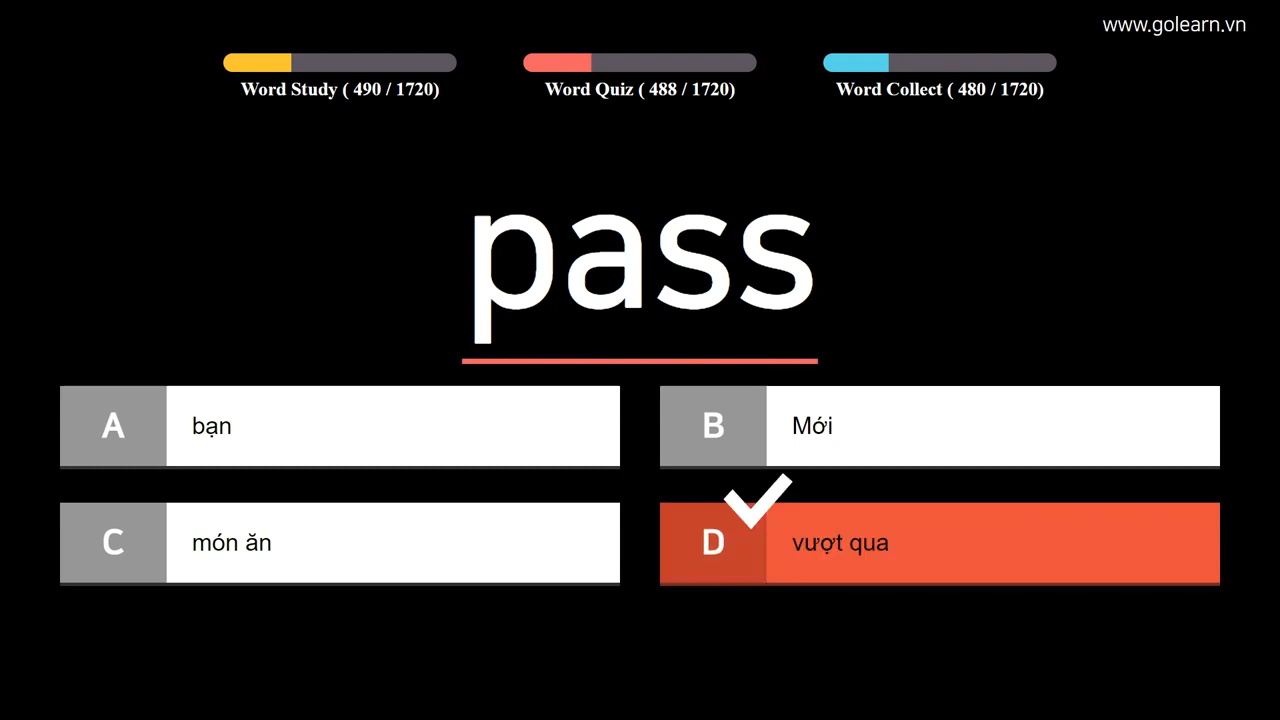 www.golearn.vn
Word Study ( 490 / 1720)
Word Quiz ( 488 / 1720)
Word Collect ( 480 / 1720)
pass
A bạn
B Mới
C món ăn
D vượt qua